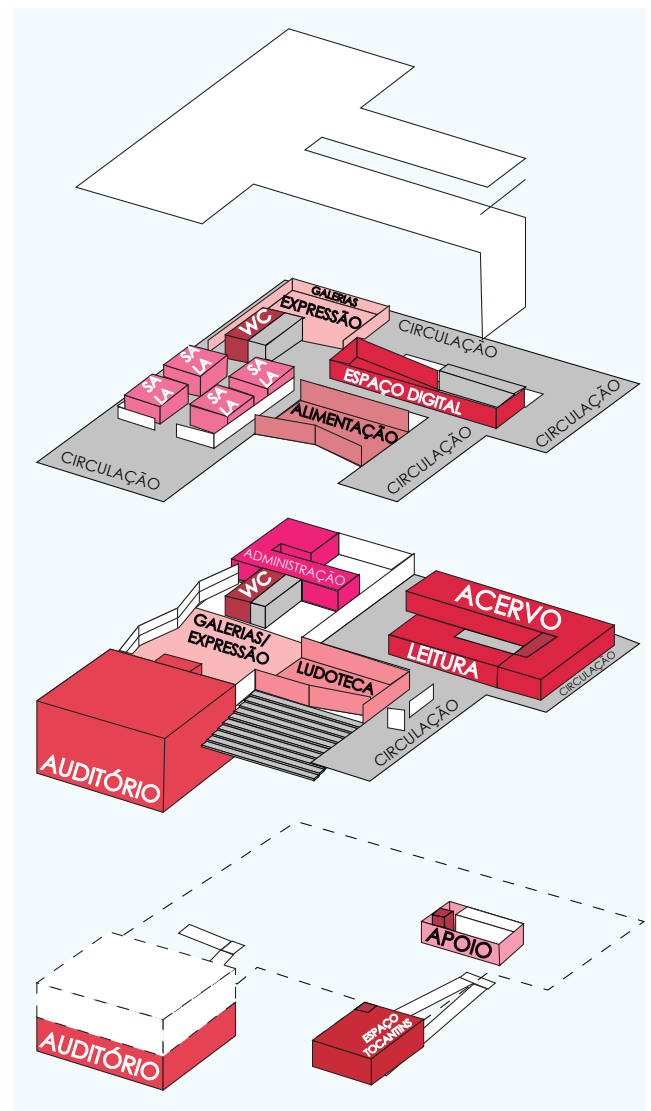 GALERIAS
EXPRESSÃO
WC
CIRCULAÇÃO
SA
LA
SA
LA
SA
LA
SA
LA
ESPAÇO DIGITAL
ALIMENTAÇÃO
CIRCULAÇÃO
CIRCULAÇÃO
CIRCULAÇÃO
ADMINISTRAÇÃO
WC
ACERVO
GALERIAS/
EXPRESSÃO
LEITURA
LUDOTECA
CIRCULAÇÃO
CIRCULAÇÃO
AUDITÓRIO
APOIO
ESPAÇO
TOCANTINS
AUDITÓRIO